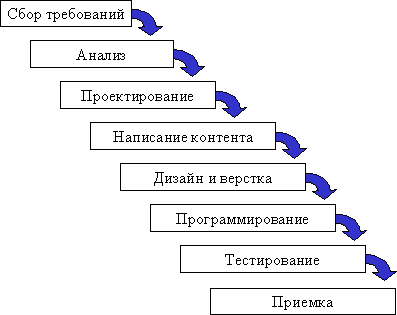 Сбор требований
Анализ
Проектирование
Написание контента
Дизайн и верстка
Программирование
Тестирование
Приемка